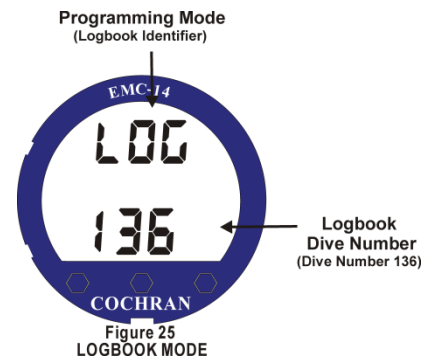 Programming Mode
(Logbook Identifier)
EMC-14
LOG
136
Logbook
Dive Number
(Dive Number 136)
COCHRAN
Figure 25
LOGBOOK MODE